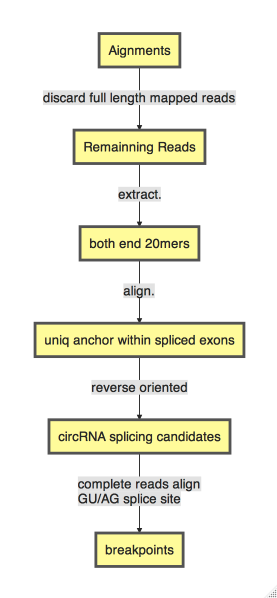 Aignments
discard full length mapped reads
Remainning Reads
extract.
both end 20mers
align.
uniq anchor within spliced exons
reverse oriented
circRNA splicing candidates
complete reads align
GU/AG splice site
breakpoints